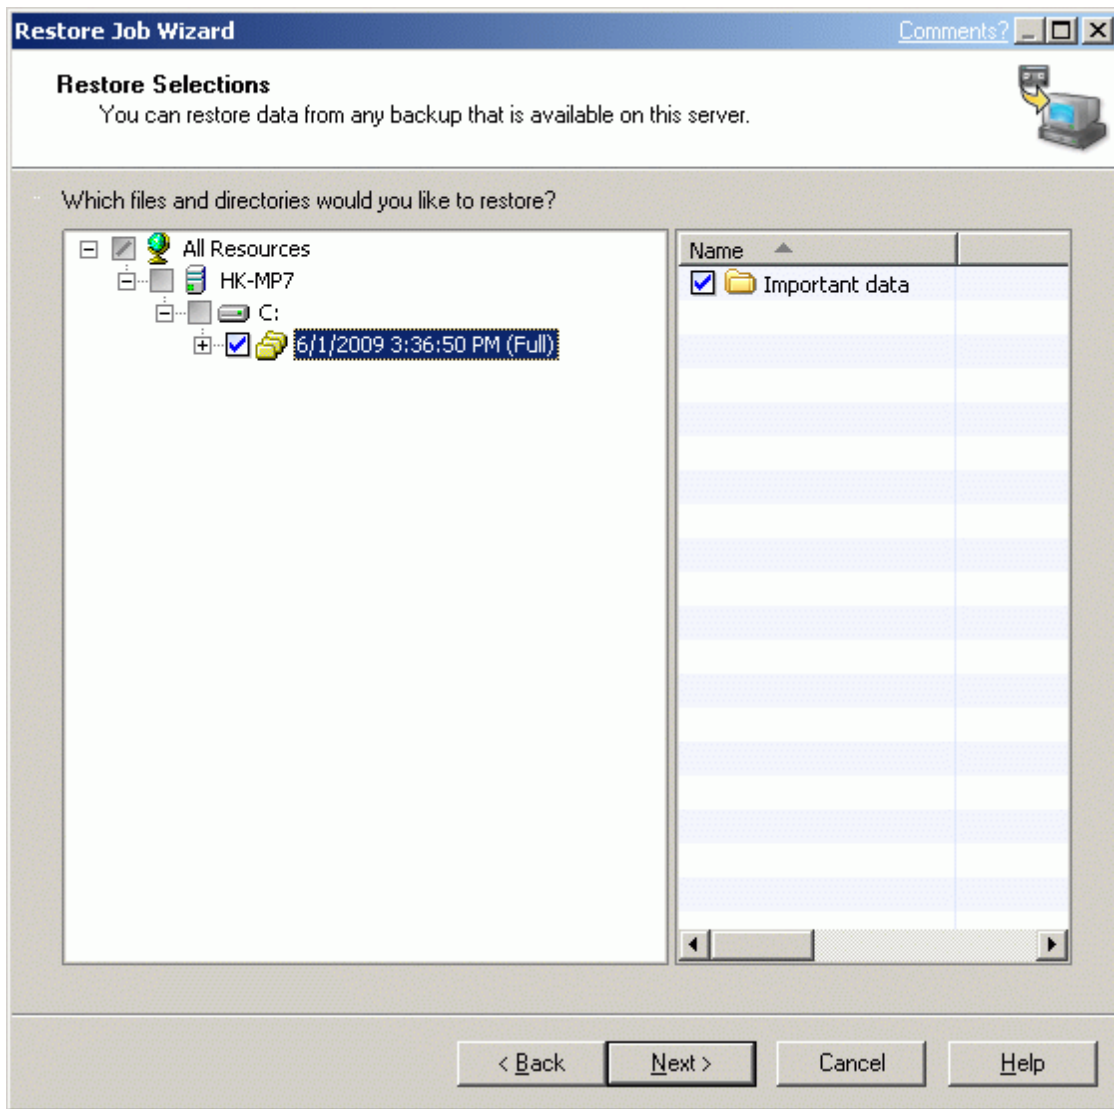 Restore Job Wizard Comments?
Restore Selections
You can restore data from any backup that is available on this server.
Which files and directories would you like to restore?
All Resources
HK-MP7
C:
6/1/2009 3:36:50 PM (Full)
Name
Important data
< Back Next > Cancel Help